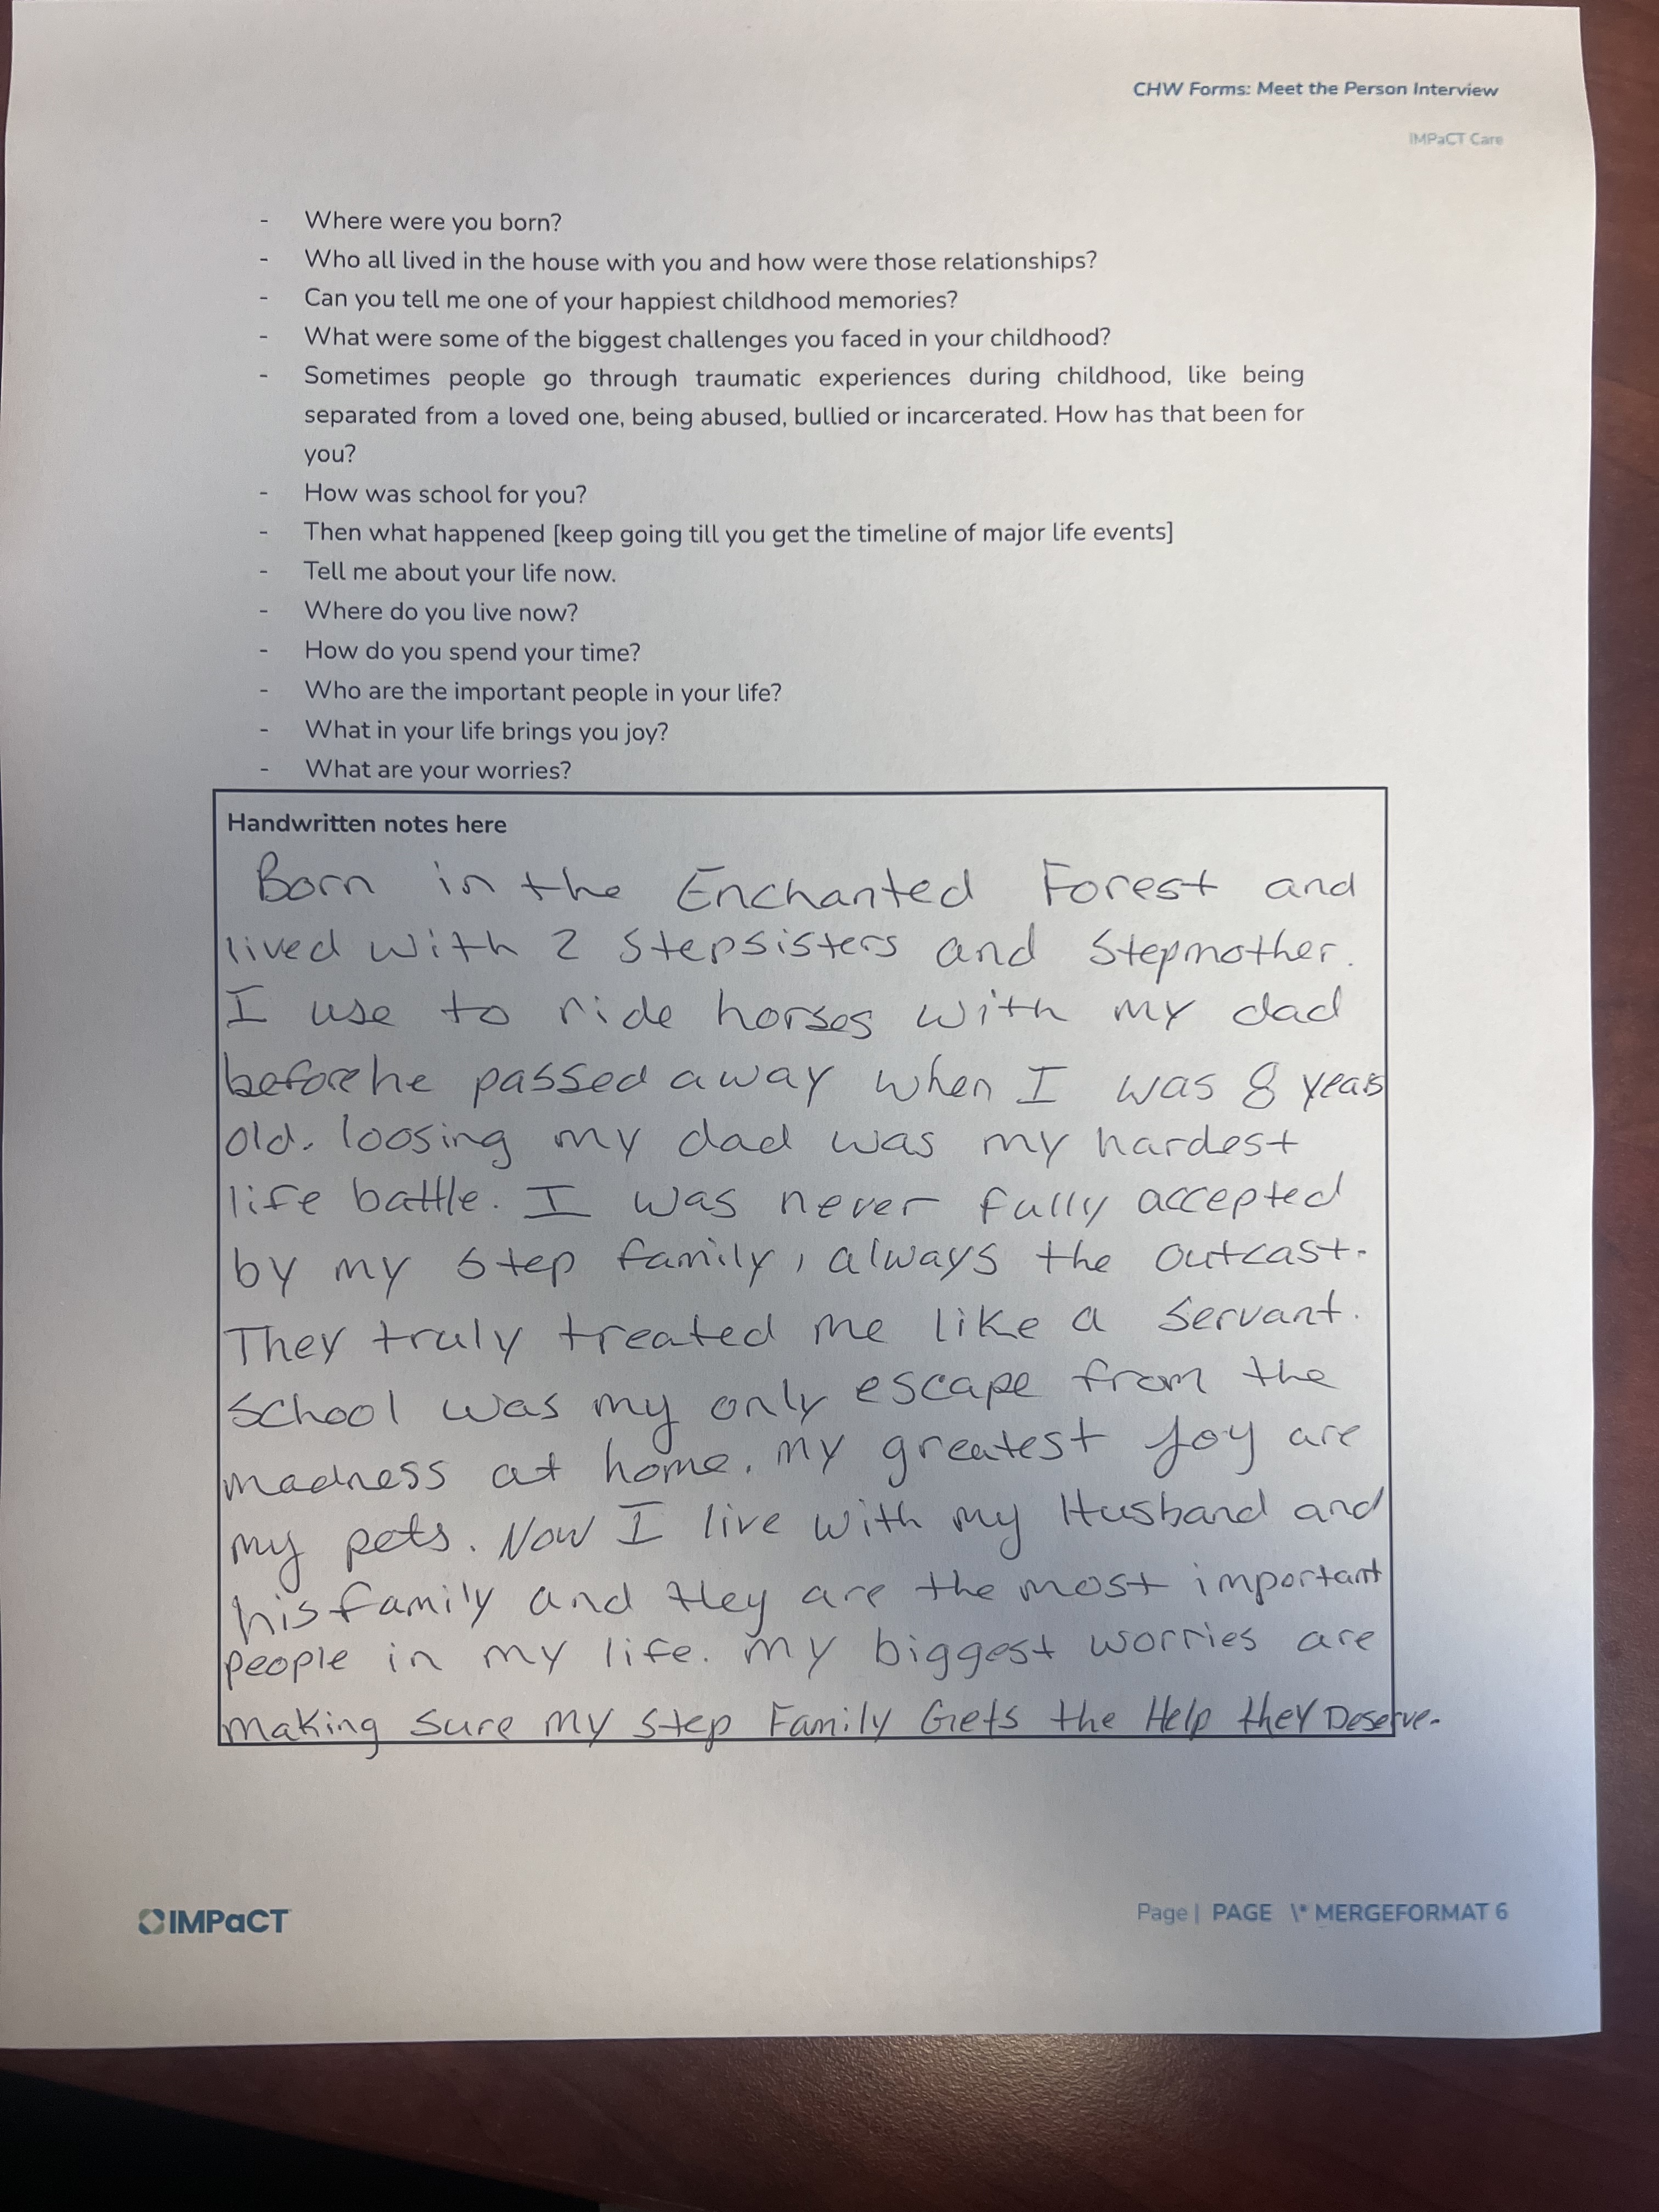 CHW Forms: Meet the Person Interview
IMPaCT Care
- Where were you born?
- Who all lived in the house with you and how were those relationships?
- Can you tell me one of your happiest childhood memories?
- What were some of the biggest challenges you faced in your childhood?
- Sometimes people go through traumatic experiences during childhood, like being
separated from a loved one, being abused, bullied or incarcerated. How has that been for
you?
- How was school for you?
- Then what happened [keep going till you get the timeline of major life events]
- Tell me about your life now.
- Where do you live now?
- How do you spend your time?
- Who are the important people in your life?
- What in your life brings you joy?
- What are your worries?
Handwritten notes here
Born in the Enchanted Forest and
lived with 2 stepsisters and stepmother.
I use to ride horses with my dad
before he passed away when I was 8 years
old. loosing my dad was my hardest
life battle. I was never fully accepted
by my step family, always the outcast.
They truly treated me like a servant.
School was my only escape from the
madness at home. my greatest joy are
my pets. Now I live with my Husband and
his family and they are the most important
people in my life. my biggest worries are
making sure my step Family Gets the Help they Deserve.
IMPaCT
Page | PAGE \* MERGEFORMAT 6